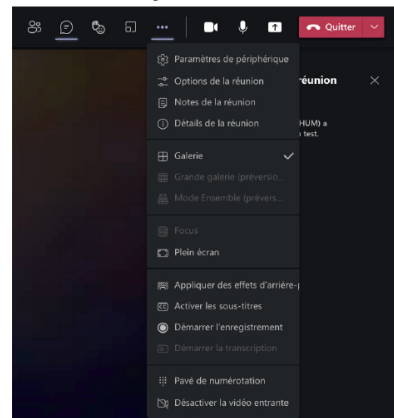 Quitter
Paramètres de périphérique
Options de la réunion
réunion
Notes de la réunion
Détails de la réunion
HUM) a
test.
Galerie
Grande galerie (préversio...
Mode Ensemble (prévers...
Focus
Plein écran
Appliquer des effets d'arrière-p
Activer les sous-titres
Démarrer l'enregistrement
Démarrer la transcription
Pavé de numérotation
Désactiver la vidéo entrante